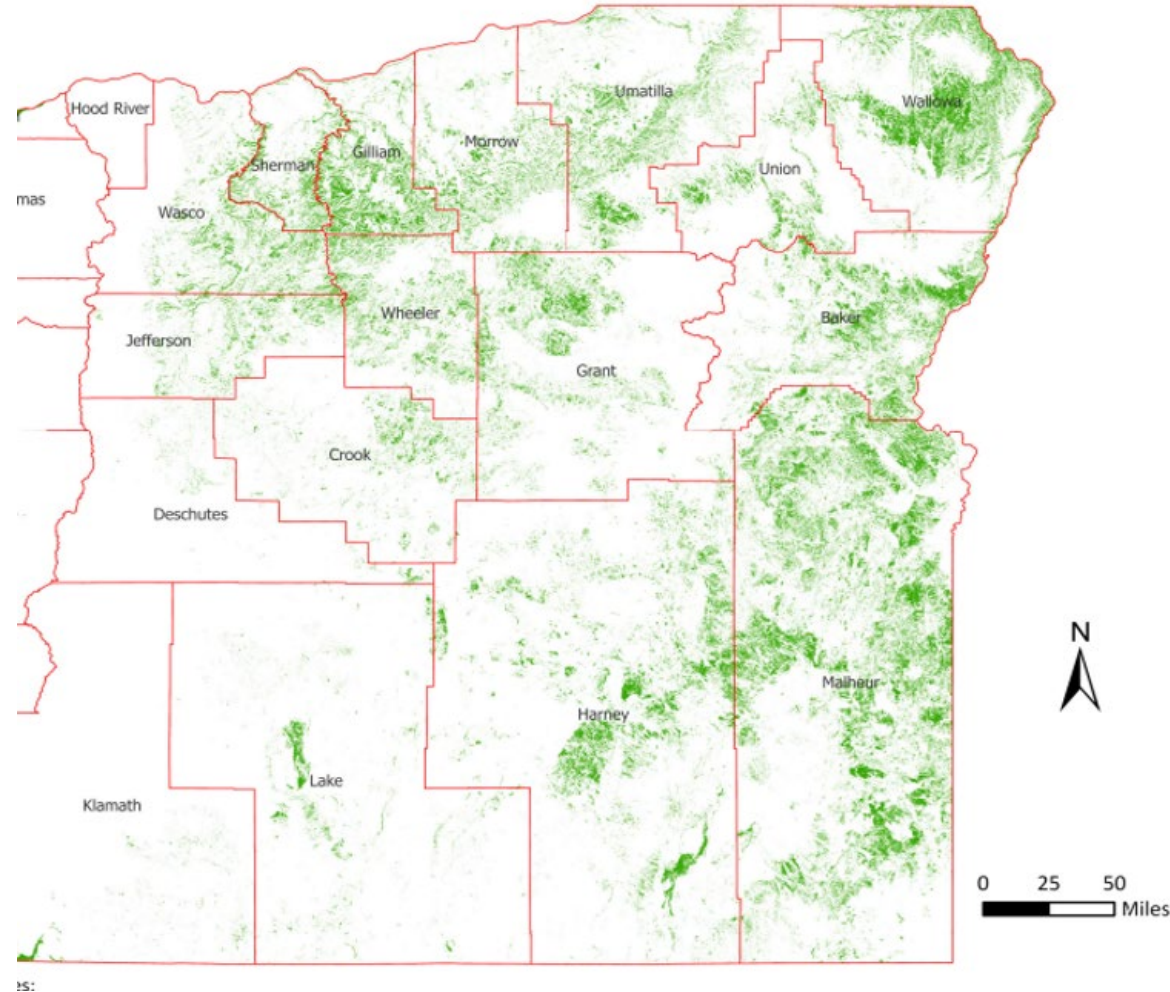 Umatilla
Wallowa
Hood River
Morrow
Gilliam
Sherman
Union
mas
Wasco
Wheeler
Baker
Jefferson
Grant
Crook
Deschutes
N
Malheur
Harney
Lake
Klamath
0 25 50
Miles
es: